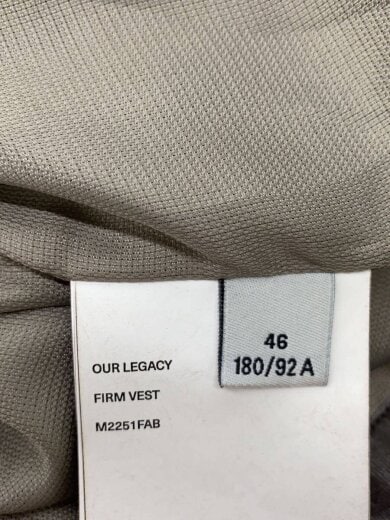 46
180/92 A
OUR LEGACY
FIRM VEST
M2251FAB